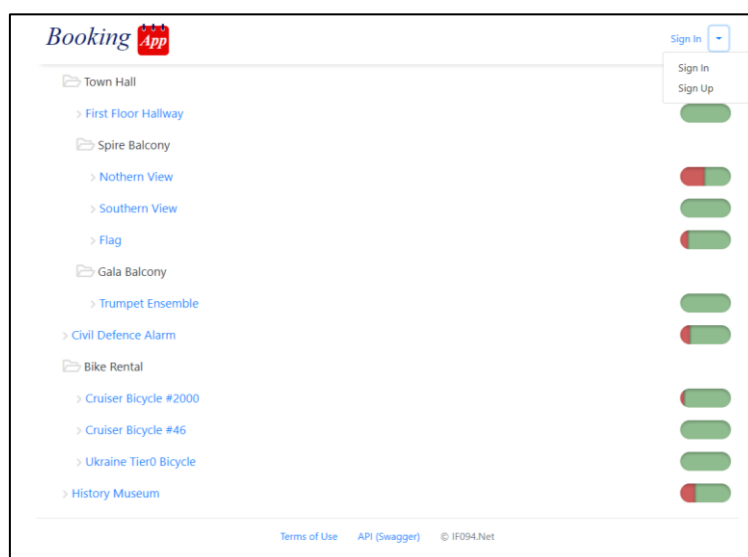 Booking App
Sign In
Sign In
Sign Up
Town Hall
First Floor Hallway
Spire Balcony
Nothern View
Southern View
Flag
Gala Balcony
Trumpet Ensemble
Civil Defence Alarm
Bike Rental
Cruiser Bicycle #2000
Cruiser Bicycle #46
Ukraine Tier0 Bicycle
History Museum
Terms of Use API (Swagger) © IF094.Net